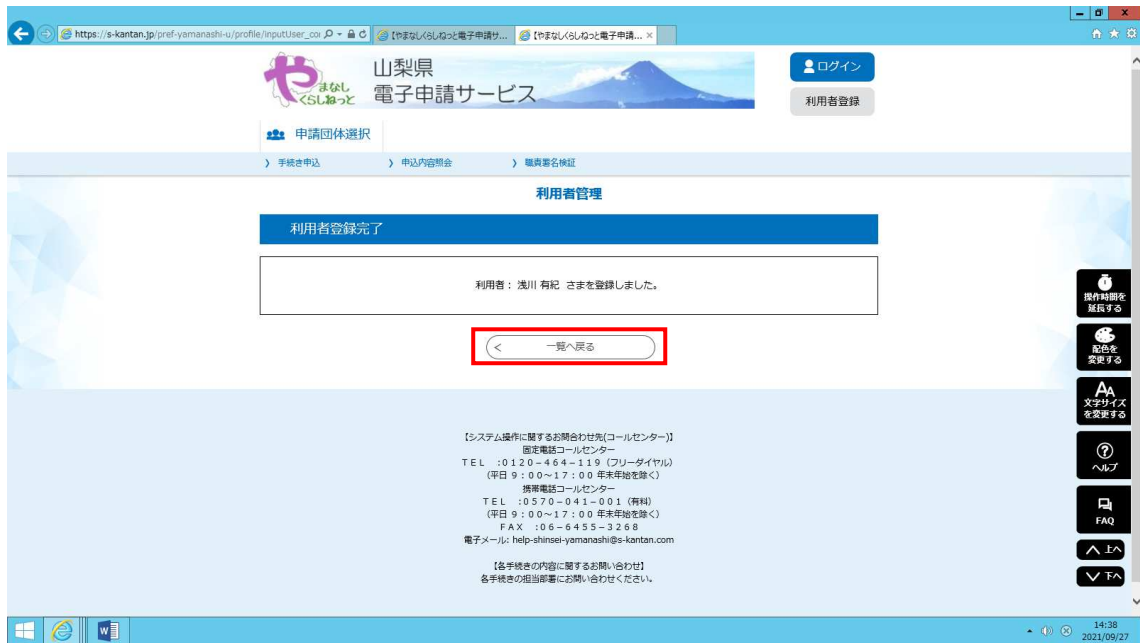 https://s-kantan.jp/pref-yamanashi-u/profile/inputUser_coi
【やまなしくらしねっと電子申請サ...
【やまなしくらしねっと電子申請... ×
やまなし
くらしねっと
山梨県
電子申請サービス
ログイン
利用者登録
申請団体選択
手続き申込
申込内容照会
職責署名検証
利用者管理
利用者登録完了
利用者： 浅川 有紀 さまを登録しました。
< 一覧へ戻る
操作時間を
延長する
配色を
変更する
文字サイズ
を変更する
ヘルプ
FAQ
上へ
下へ
【システム操作に関するお問合わせ先(コールセンター)】
固定電話コールセンター
ＴＥＬ ：０１２０－４６４－１１９（フリーダイヤル）
（平日 ９：００～１７：００ 年末年始を除く）
携帯電話コールセンター
ＴＥＬ ：０５７０－０４１－００１（有料）
（平日 ９：００～１７：００ 年末年始を除く）
ＦＡＸ ：０６－６４５５－３２６８
電子メール: help-shinsei-yamanashi@s-kantan.com
【各手続きの内容に関するお問い合わせ】
各手続きの担当部署にお問い合わせください。
14:38
2021/09/27